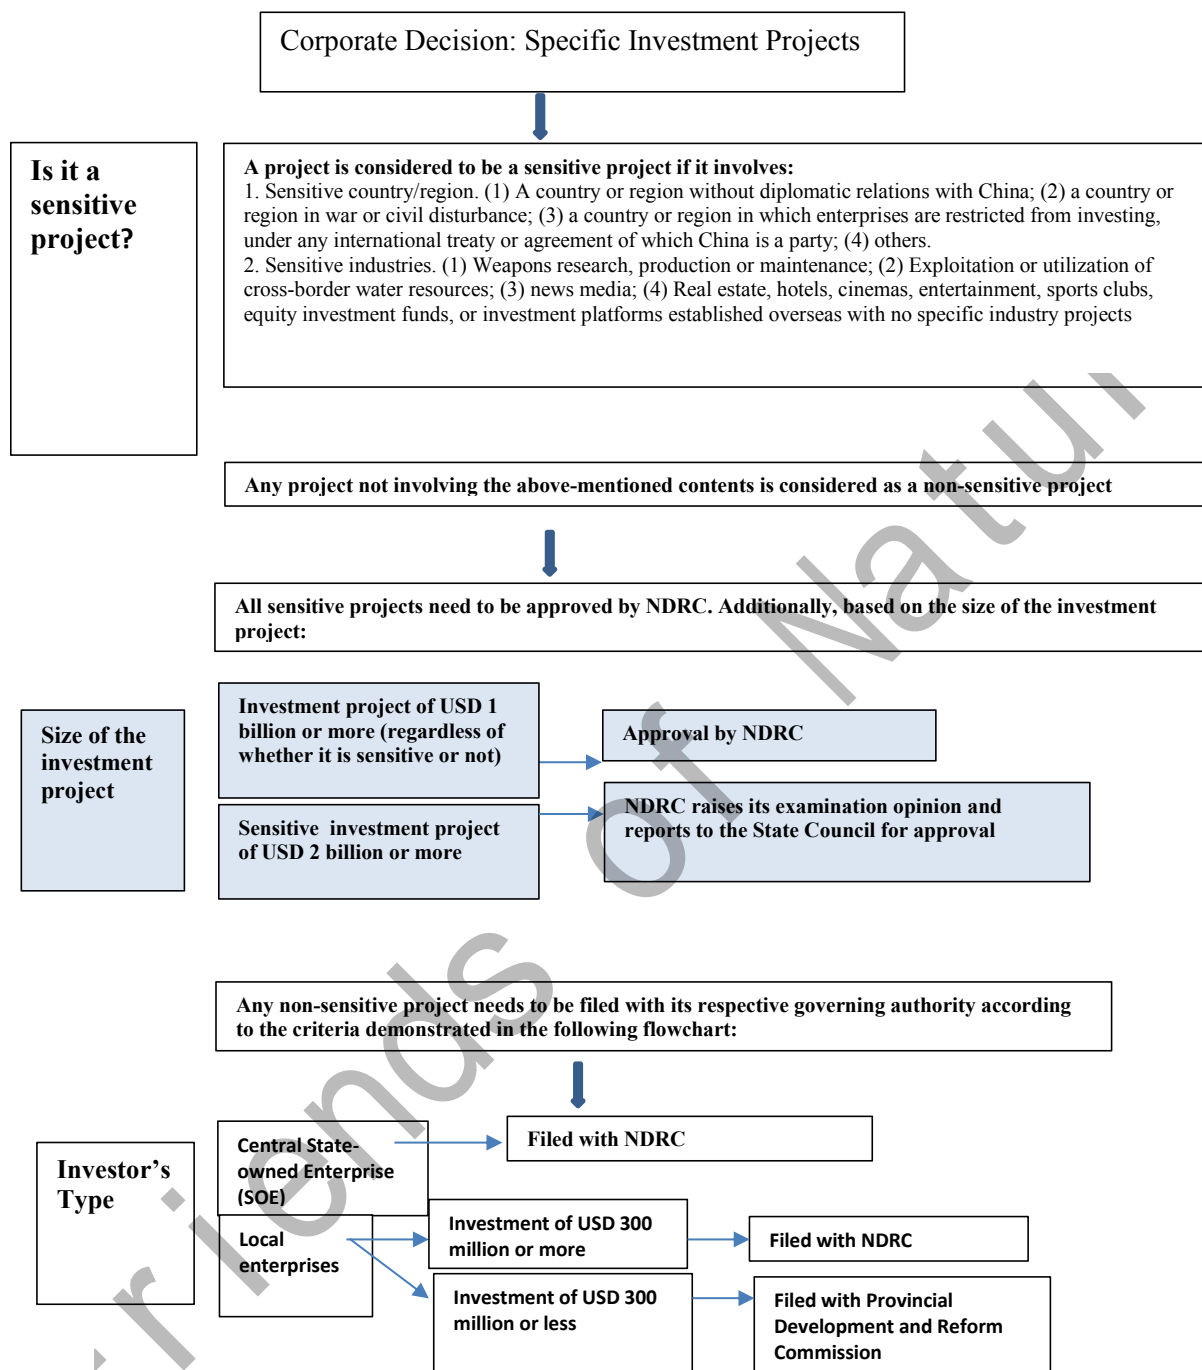 Corporate Decision: Specific Investment Projects
Is it a
sensitive
project?
A project is considered to be a sensitive project if it involves:
1. Sensitive country/region. (1) A country or region without diplomatic relations with China; (2) a country or
region in war or civil disturbance; (3) a country or region in which enterprises are restricted from investing,
under any international treaty or agreement of which China is a party; (4) others.
2. Sensitive industries. (1) Weapons research, production or maintenance; (2) Exploitation or utilization of
cross-border water resources; (3) news media; (4) Real estate, hotels, cinemas, entertainment, sports clubs,
equity investment funds, or investment platforms established overseas with no specific industry projects
Any project not involving the above-mentioned contents is considered as a non-sensitive project
All sensitive projects need to be approved by NDRC. Additionally, based on the size of the investment
project:
Size of the
investment
project
Investment project of USD 1
billion or more (regardless of
whether it is sensitive or not)
Approval by NDRC
Sensitive investment project
of USD 2 billion or more
NDRC raises its examination opinion and
reports to the State Council for approval
Any non-sensitive project needs to be filed with its respective governing authority according
to the criteria demonstrated in the following flowchart:
Investor's
Type
Central State-
owned Enterprise
(SOE)
Filed with NDRC
Local
enterprises
Investment of USD 300
million or more
Filed with NDRC
Investment of USD 300
million or less
Filed with Provincial
Development and Reform
Commission
riends of Natur